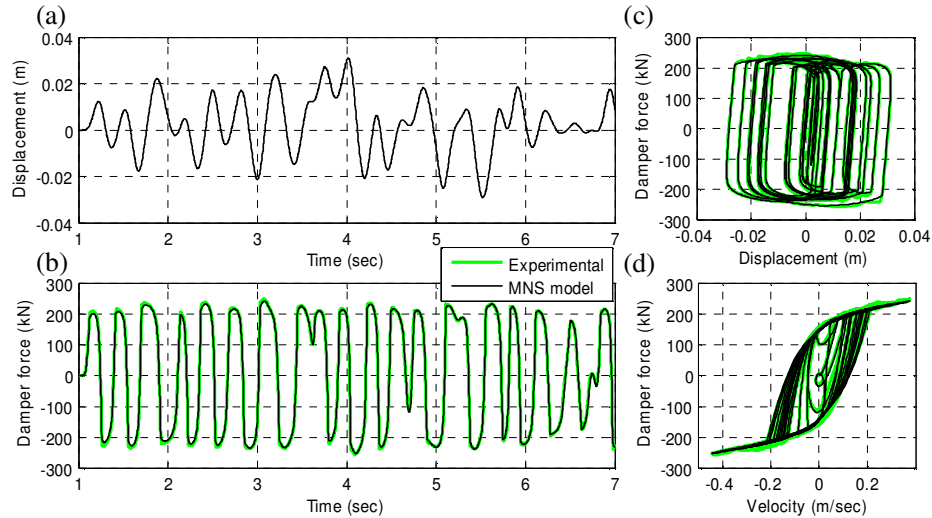 (a)
0.04
0.02
0
-0.02
-0.04
Displacement (m)
1 2 3 4 5 6 7
Time (sec)
(c)
300
200
100
0
-100
-200
-300
Damper force (kN)
-0.04 -0.02 0 0.02 0.04
Displacement (m)
(b)
Experimental
MNS model
300
200
100
0
-100
-200
-300
Damper force (kN)
1 2 3 4 5 6 7
Time (sec)
(d)
300
200
100
0
-100
-200
-300
Damper force (kN)
-0.4 -0.2 0 0.2
Velocity (m/sec)